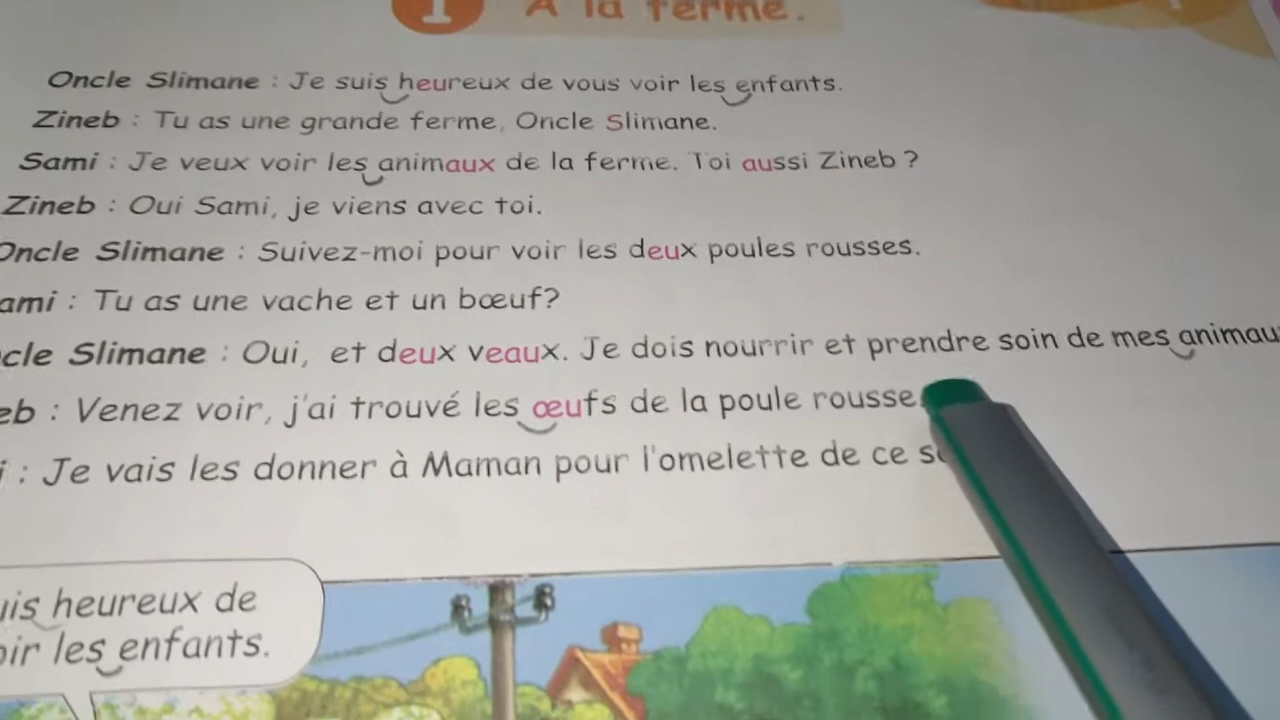 1 A la ferme.
Oncle Slimane : Je suis heureux de vous voir les enfants.
Zineb : Tu as une grande ferme, Oncle Slimane.
Sami : Je veux voir les animaux de la ferme. Toi aussi Zineb ?
Zineb : Oui Sami, je viens avec toi.
Oncle Slimane : Suivez-moi pour voir les deux poules rousses.
ami : Tu as une vache et un bœuf?
cle Slimane : Oui, et deux veaux. Je dois nourrir et prendre soin de mes animau
eb : Venez voir, j'ai trouvé les œufs de la poule rousse
i : Je vais les donner à Maman pour l'omelette de ce
uis heureux de
oir les enfants.